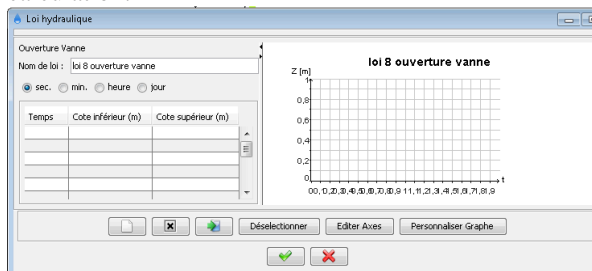 Loi hydraulique
Ouverture Vanne
Nom de loi : loi 8 ouverture vanne
sec. min. heure jour
Temps Cote inférieur (m) Cote supérieur (m)
loi 8 ouverture vanne
Z [m]
1
0,8
0,6
0,4
0,2
0
t
Déselectionner Editer Axes Personnaliser Graphe